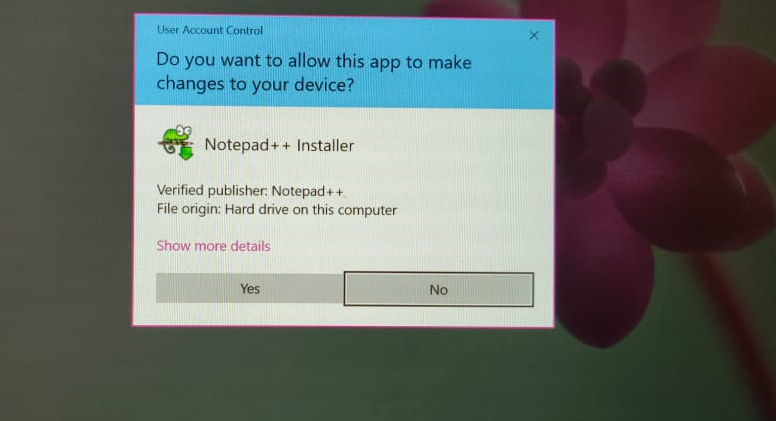 User Account Control
Do you want to allow this app to make
changes to your device?
Notepad++ Installer
Verified publisher: Notepad++
File origin: Hard drive on this computer
Show more details
Yes
No